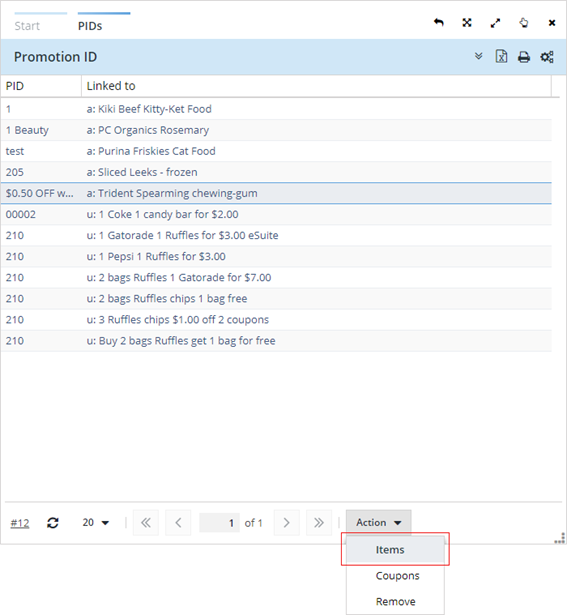 Start PIDs
Promotion ID
PID Linked to
1 a: Kiki Beef Kitty-Ket Food
1 Beauty a: PC Organics Rosemary
test a: Purina Friskies Cat Food
205 a: Sliced Leeks - frozen
$0.50 OFF w... a: Trident Spearming chewing-gum
00002 u: 1 Coke 1 candy bar for $2.00
210 u: 1 Gatorade 1 Ruffles for $3.00 eSuite
210 u: 1 Pepsi 1 Ruffles for $3.00
210 u: 2 bags Ruffles 1 Gatorade for $7.00
210 u: 2 bags Ruffles chips 1 bag free
210 u: 3 Ruffles chips $1.00 off 2 coupons
210 u: Buy 2 bags Ruffles get 1 bag for free
#12 20 1 of 1 Action
Items
Coupons
Remove